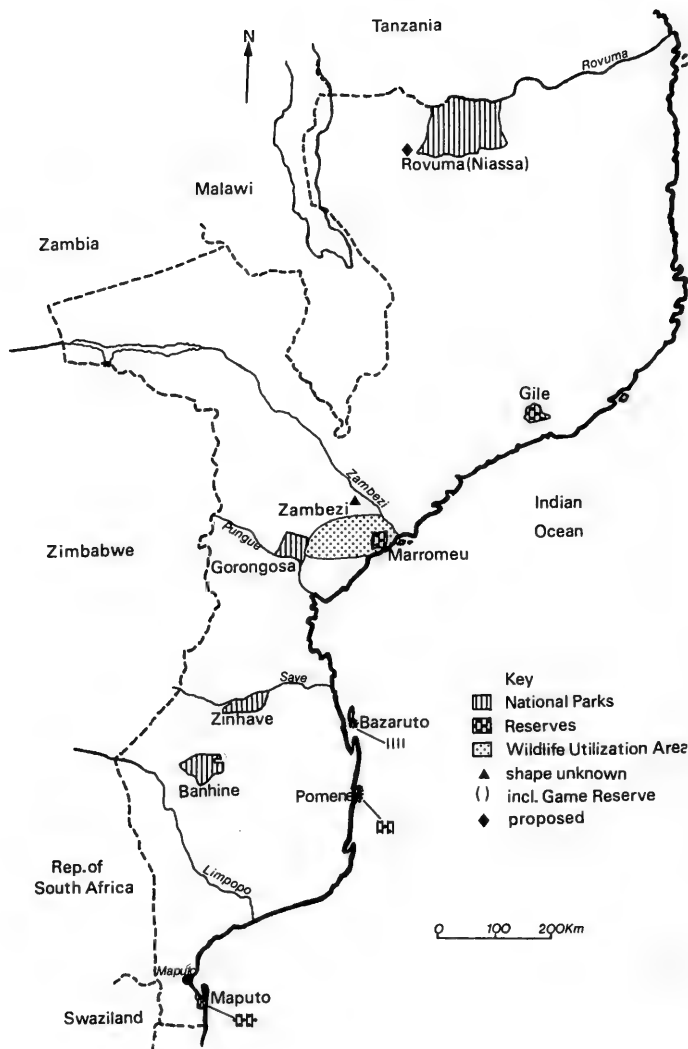 Tanzania
N
Rovuma
Rovuma (Niassa)
Malawi
Zambia
Gile
Zambezi
Zambezi
Indian
Ocean
Pungue
Zimbabwe
Gorongosa
Marromeu
Save
Zinhave
Bazaruto
Banhine
Pomene
Key
National Parks
Reserves
Wildlife Utilization Area
shape unknown
( ) incl. Game Reserve
proposed
Rep. of
South Africa
Limpopo
0 100 200Km
Maputo
Maputo
Swaziland